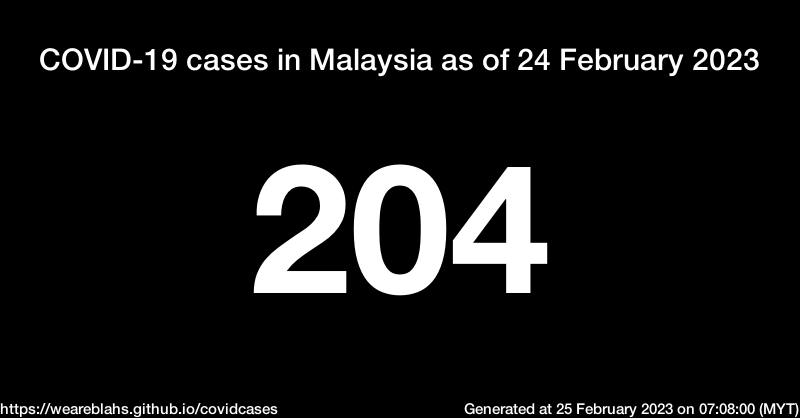 COVID-19 cases in Malaysia as of 24 February 2023
204
https://weareblahs.github.io/covidcases
Generated at 25 February 2023 on 07:08:00 (MYT)